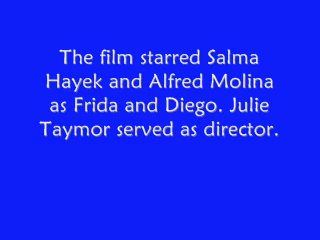 The film starred Salma
Hayek and Alfred Molina
as Frida and Diego. Julie
Taymor served as director.